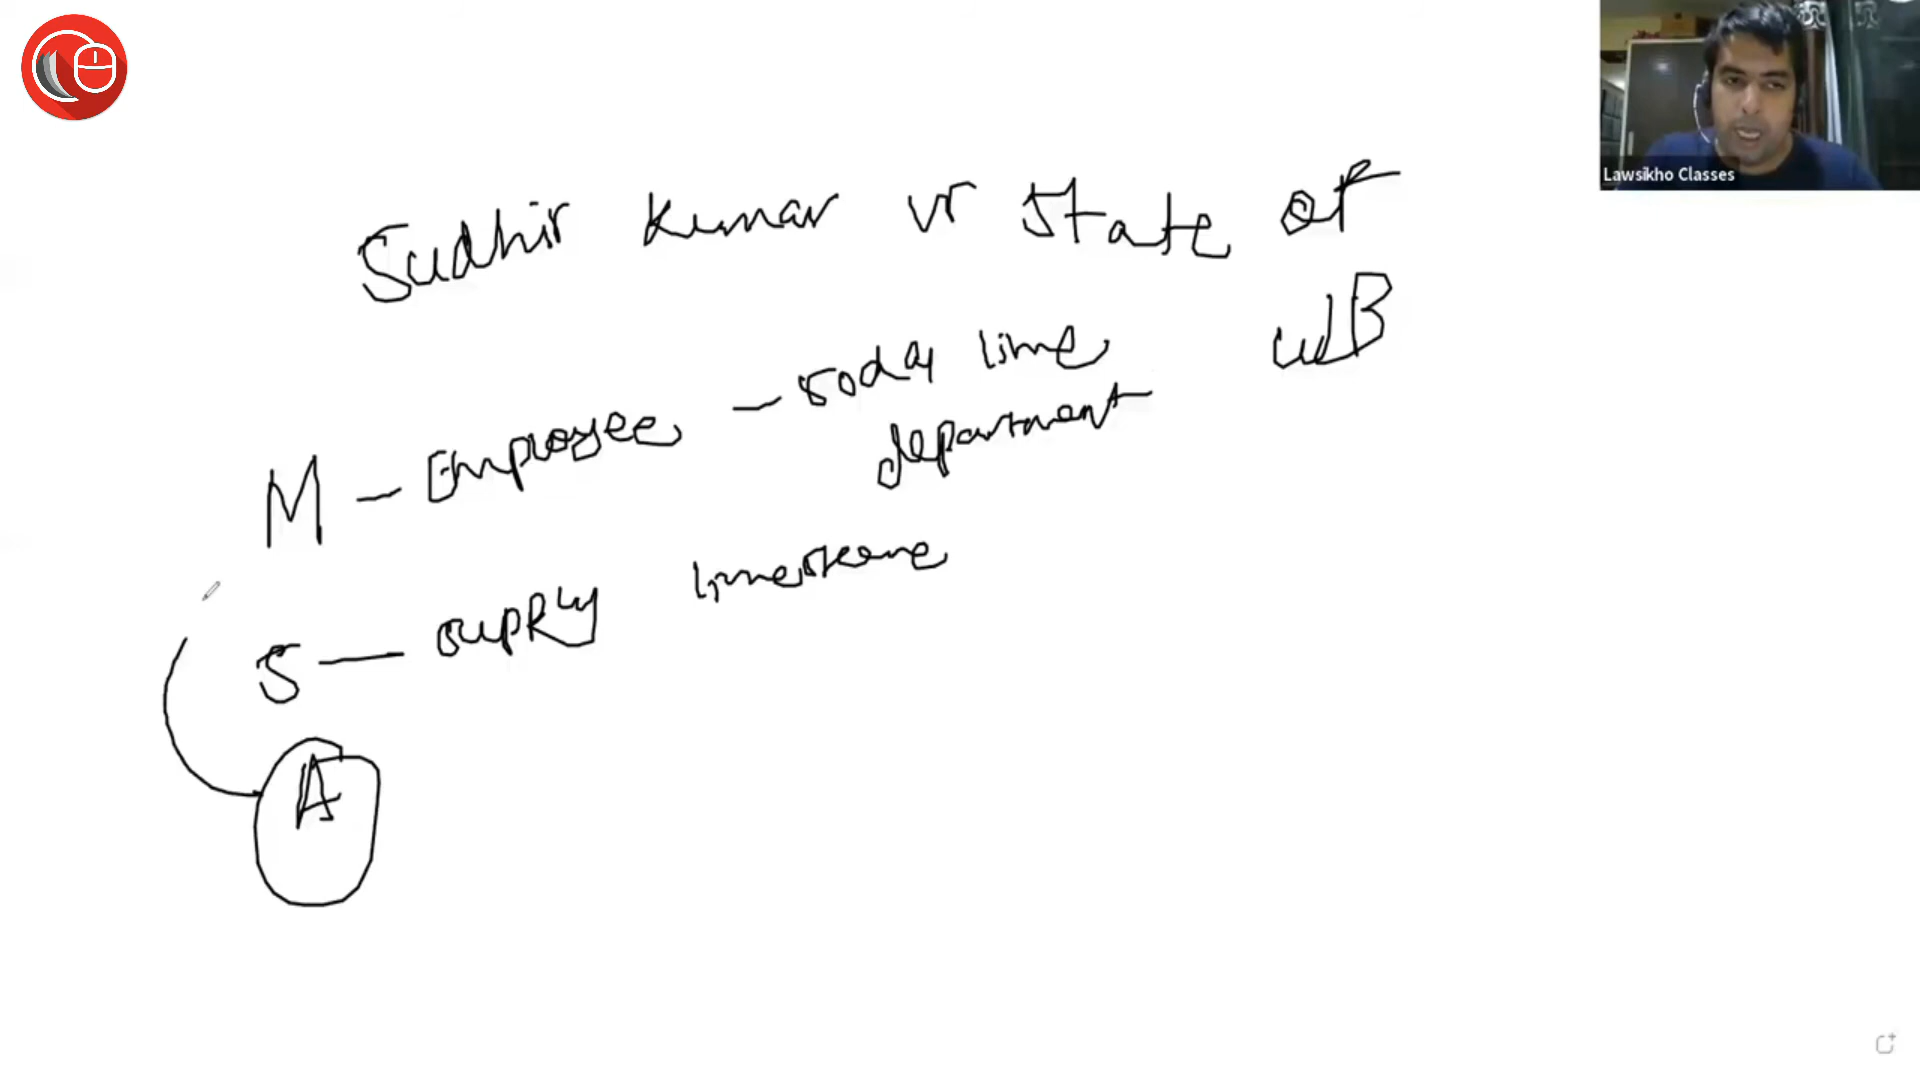 Lawsikho Classes
Sudhir Kumar vs State of
WB
M - Employee - soda lime
department
S - supply limestone
A